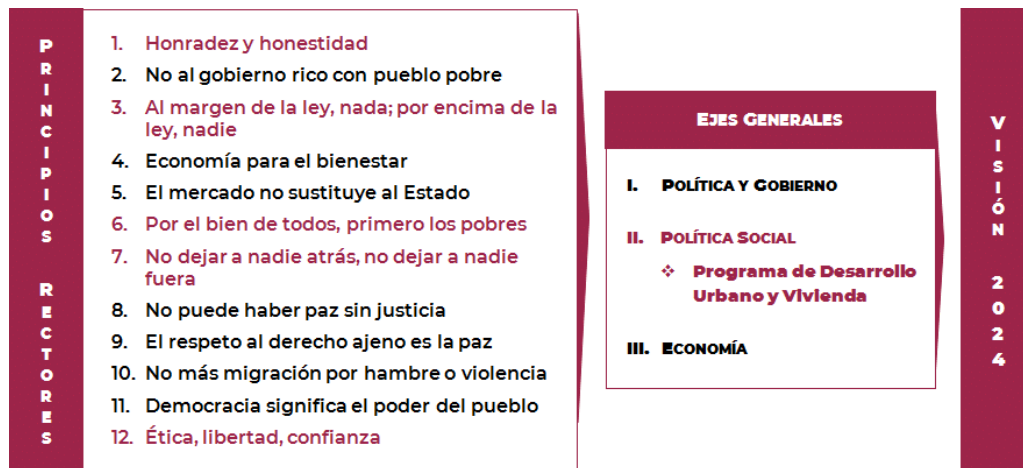 PRINCIPIOS RECTORES
1. Honradez y honestidad
2. No al gobierno rico con pueblo pobre
3. Al margen de la ley, nada; por encima de la
ley, nadie
4. Economía para el bienestar
5. El mercado no sustituye al Estado
6. Por el bien de todos, primero los pobres
7. No dejar a nadie atrás, no dejar a nadie
fuera
8. No puede haber paz sin justicia
9. El respeto al derecho ajeno es la paz
10. No más migración por hambre o violencia
11. Democracia significa el poder del pueblo
12. Ética, libertad, confianza
EJES GENERALES
I. POLÍTICA Y GOBIERNO
II. POLÍTICA SOCIAL
❖ Programa de Desarrollo
Urbano y Vivienda
III. ECONOMÍA
VISIÓN 2024